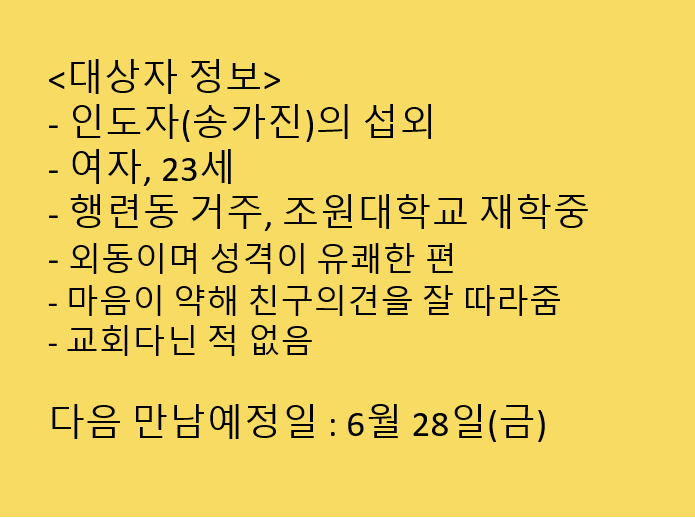 <대상자 정보>
- 인도자(송가진)의 섭외
- 여자, 23세
- 행련동 거주, 조원대학교 재학중
- 외동이며 성격이 유쾌한 편
- 마음이 약해 친구의견을 잘 따라줌
- 교회다닌 적 없음
다음 만남예정일 : 6월 28일(금)